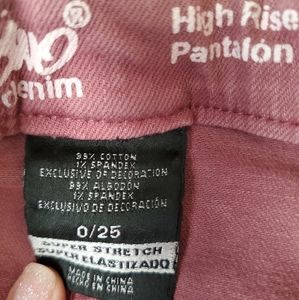 denim
High Rise
Pantalón
99% COTTON
1% SPANDEX
EXCLUSIVE OF DECORATION
99% ALGODÓN
1% SPANDEX
EXCLUSIVO DE DECORACIÓN
0/25
SUPER STRETCH
SUPER ELASTIZADO
MADE IN CHINA
HECHO EN CHINA